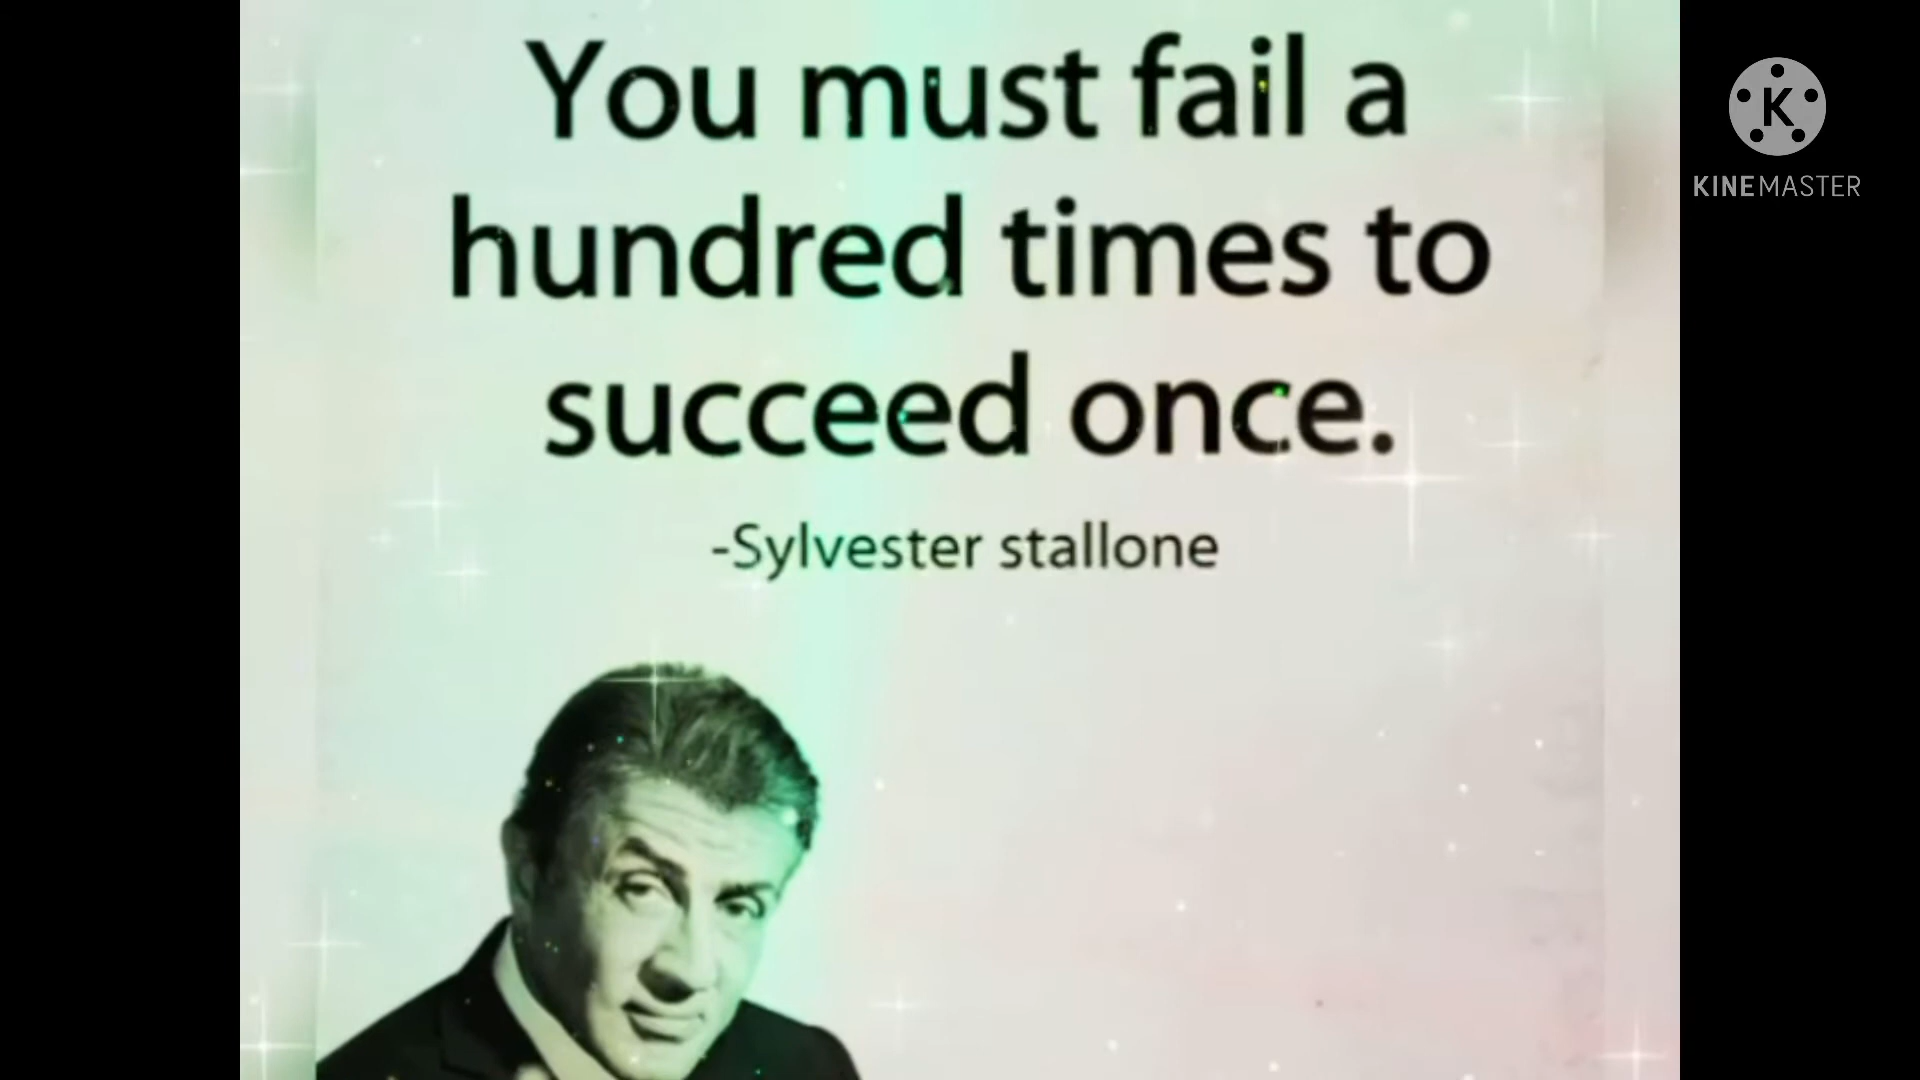 You must fail a
hundred times to
succeed once.
-Sylvester stallone
K
KINEMASTER